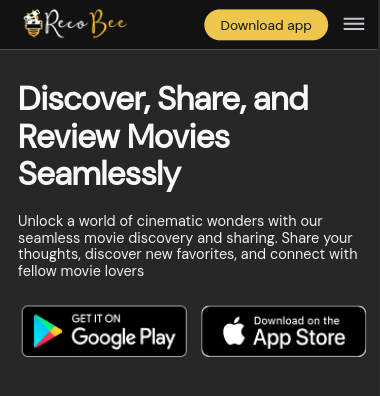 Reco Bee
Download app
Discover, Share, and
Review Movies
Seamlessly
Unlock a world of cinematic wonders with our
seamless movie discovery and sharing. Share your
thoughts, discover new favorites, and connect with
fellow movie lovers
GET IT ON
Google Play
Download on the
App Store